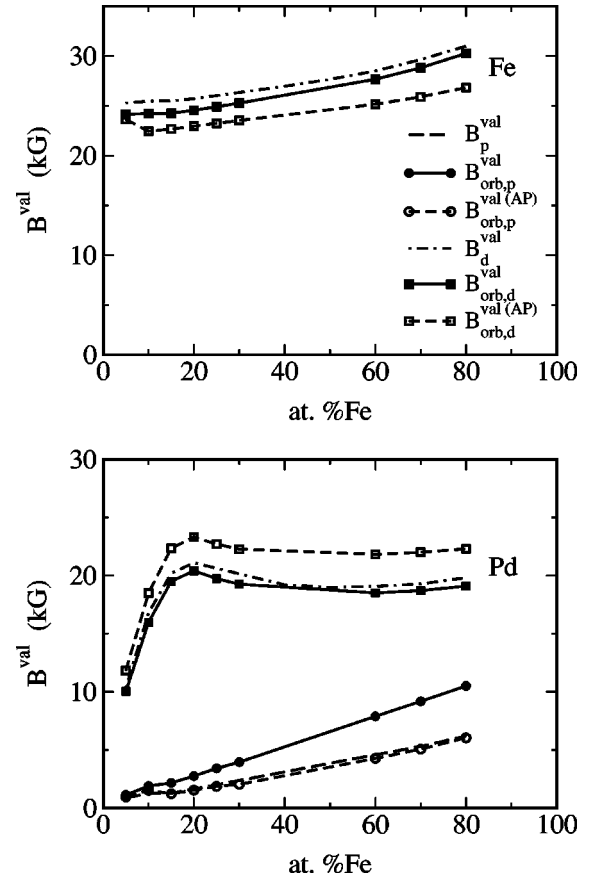 30
20
10
0
B^val (kG)
Fe
B_p^val
B_orb,p^val
B_orb,p^val (AP)
B_d^val
B_orb,d^val
B_orb,d^val (AP)
0 20 40 60 80 100
at. %Fe
30
20
10
0
B^val (kG)
Pd
0 20 40 60 80 100
at. %Fe